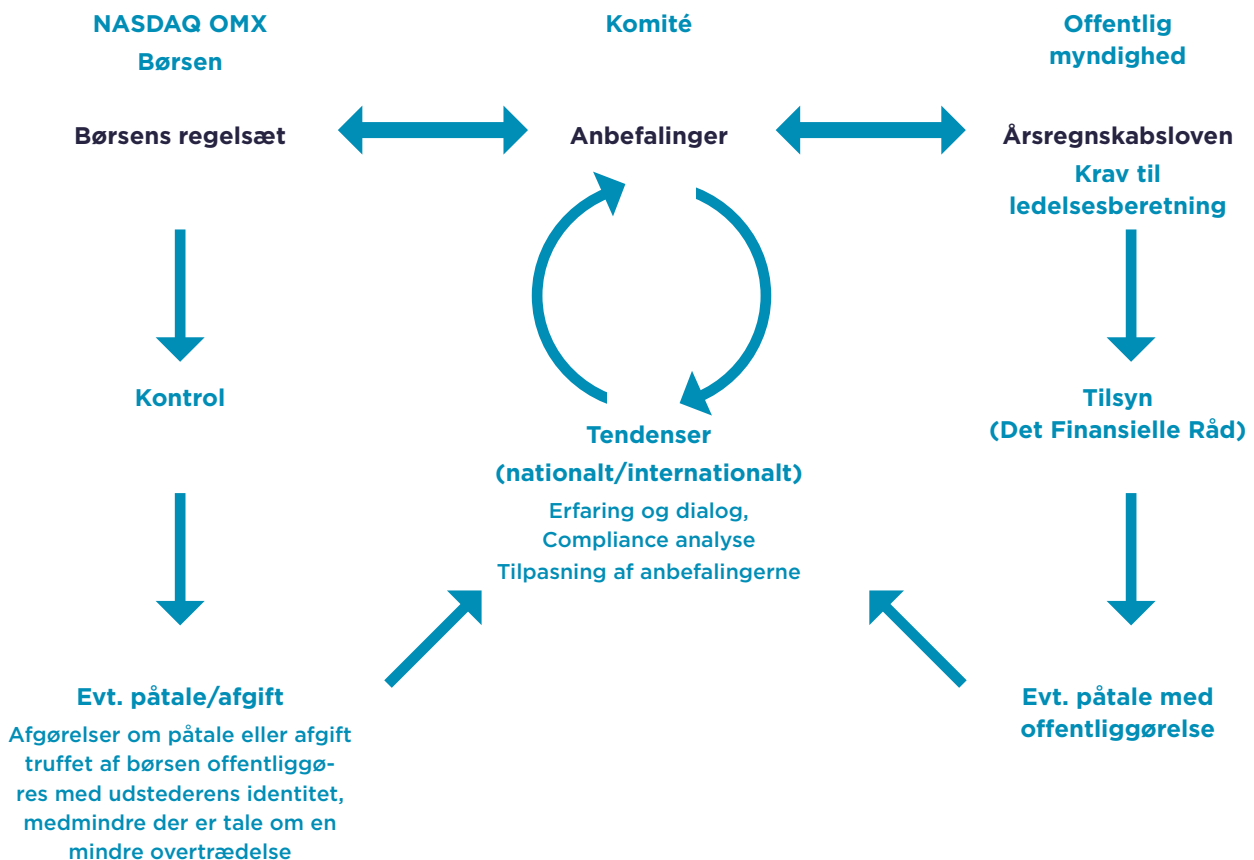 NASDAQ OMX
Børsen
Komité
Offentlig
myndighed
Børsens regelsæt
Anbefalinger
Årsregnskabsloven
Krav til
ledelsesberetning
Kontrol
Tendenser
(nationalt/internationalt)
Erfaring og dialog,
Compliance analyse
Tilpasning af anbefalingerne
Tilsyn
(Det Finansielle Råd)
Evt. påtale/afgift
Afgørelser om påtale eller afgift
truffet af børsen offentliggø-
res med udstederens identitet,
medmindre der er tale om en
mindre overtrædelse
Evt. påtale med
offentliggørelse